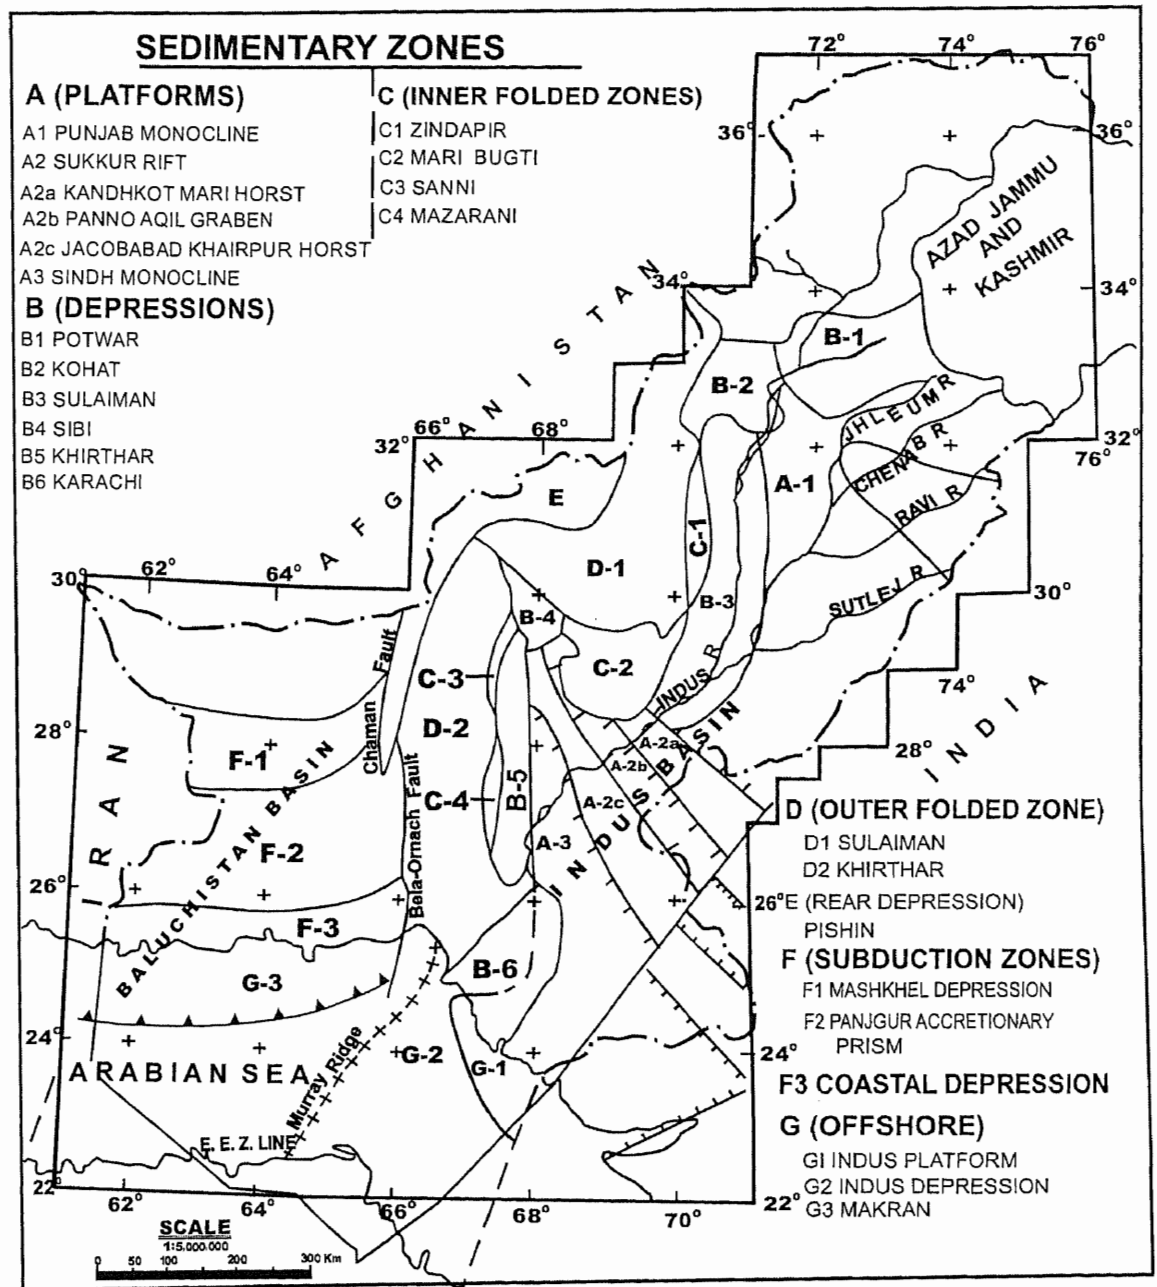 SEDIMENTARY ZONES
A (PLATFORMS)
A1 PUNJAB MONOCLINE
A2 SUKKUR RIFT
A2a KANDHKOT MARI HORST
A2b PANNO AQIL GRABEN
A2c JACOBABAD KHAIRPUR HORST
A3 SINDH MONOCLINE
B (DEPRESSIONS)
B1 POTWAR
B2 KOHAT
B3 SULAIMAN
B4 SIBI
B5 KHIRTHAR
B6 KARACHI
C (INNER FOLDED ZONES)
C1 ZINDAPIR
C2 MARI BUGTI
C3 SANNI
C4 MAZARANI
72°
74°
76°
36°
36°
AZAD JAMMU
AND
KASHMIR
34°
34°
AFGHANISTAN
B-1
B-2
JHLEUM R
CHENAB R
RAVI R
SUTLEJ R
32°
66°
68°
32°
76°
E
A-1
C-1
D-1
B-3
30°
62°
64°
30°
B-4
C-2
INDUS R
C-3
Chaman Fault
D-2
74°
28°
28°
INDIA
IRAN
F-1
BALUCHISTAN BASIN
C-4
B-5
Bela-Ornach Fault
A-2a
A-2b
A-2c
A-3
INDUS BASIN
F-2
26°
26°
F-3
G-3
B-6
24°
24°
ARABIAN SEA
Murray Ridge
G-2
G-1
E.E.Z. LINE
22°
22°
62°
64°
66°
68°
70°
SCALE
1:5,000,000
0 50 100 200 300 Km
D (OUTER FOLDED ZONE)
D1 SULAIMAN
D2 KHIRTHAR
E (REAR DEPRESSION)
PISHIN
F (SUBDUCTION ZONES)
F1 MASHKHEL DEPRESSION
F2 PANJGUR ACCRETIONARY
PRISM
F3 COASTAL DEPRESSION
G (OFFSHORE)
GI INDUS PLATFORM
G2 INDUS DEPRESSION
G3 MAKRAN